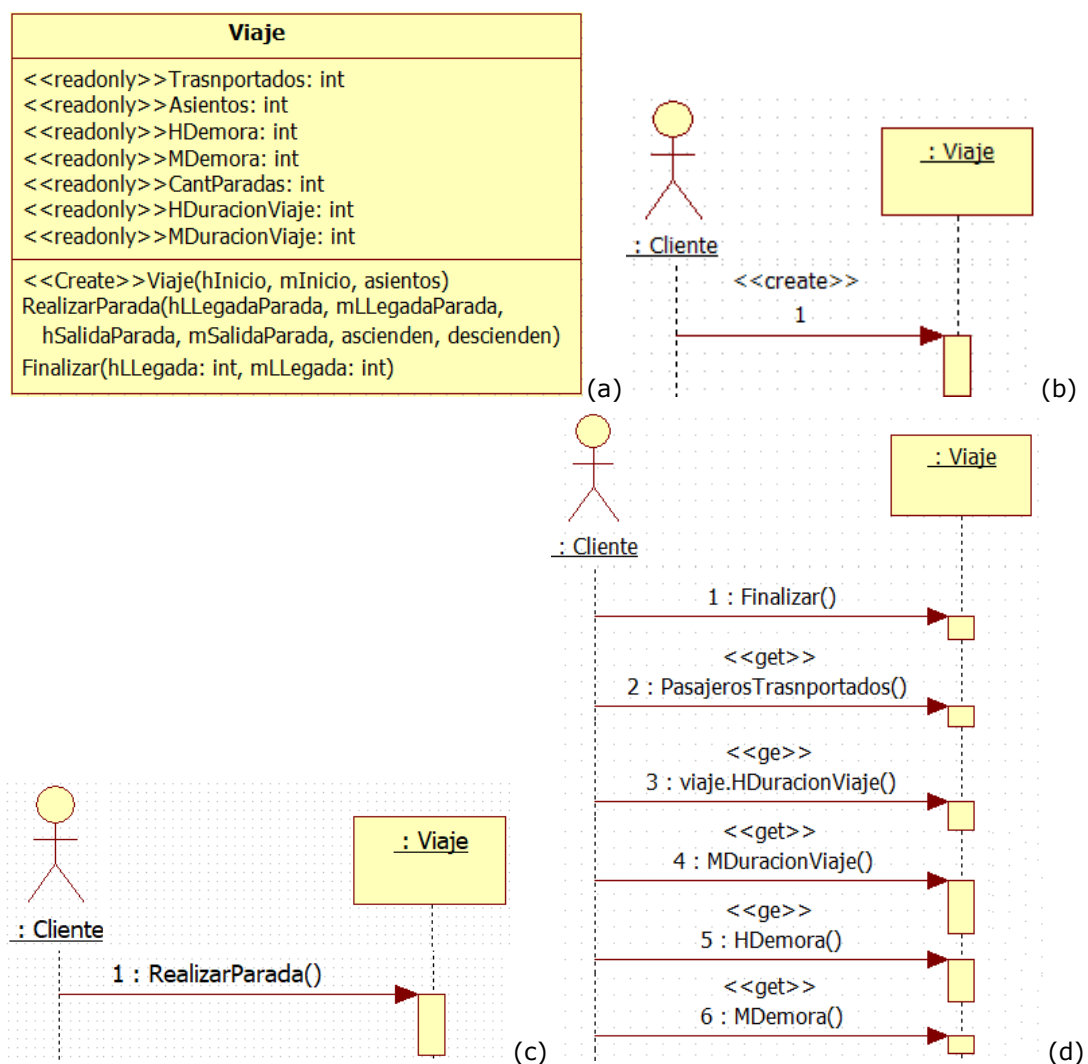 Viaje
<<readonly>>Trasnportados: int
<<readonly>>Asientos: int
<<readonly>>HDemora: int
<<readonly>>MDemora: int
<<readonly>>CantParadas: int
<<readonly>>HDuracionViaje: int
<<readonly>>MDuracionViaje: int
<<Create>>Viaje(hInicio, mInicio, asientos)
RealizarParada(hLLegadaParada, mLLegadaParada,
hSalidaParada, mSalidaParada, ascienden, descienden)
Finalizar(hLLegada: int, mLLegada: int)
(a)
: Viaje
: Cliente
<<create>>
1
(b)
: Viaje
: Cliente
1 : RealizarParada()
(c)
: Viaje
: Cliente
1 : Finalizar()
<<get>>
2 : PasajerosTrasnportados()
<<ge>>
3 : viaje.HDuracionViaje()
<<get>>
4 : MDuracionViaje()
<<ge>>
5 : HDemora()
<<get>>
6 : MDemora()
(d)